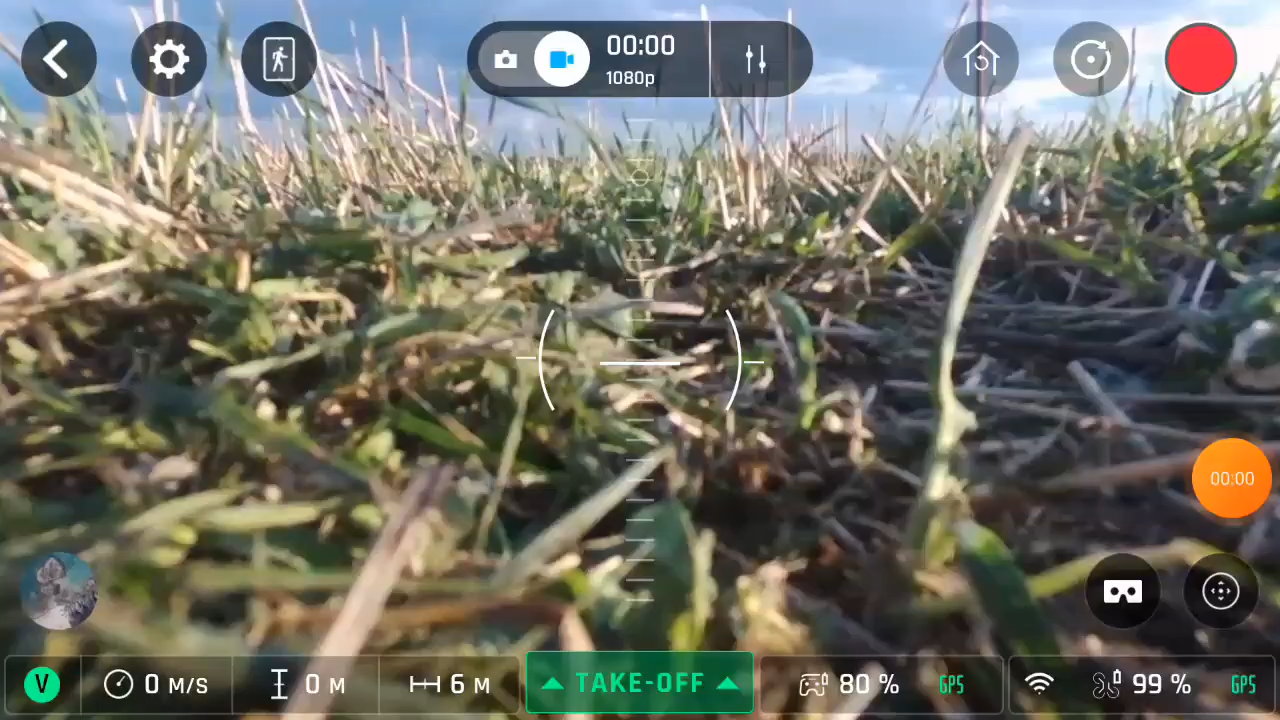 00:00
1080p
00:00
V
0 M/S
0 M
6 M
TAKE-OFF
80 %
GPS
99 %
GPS